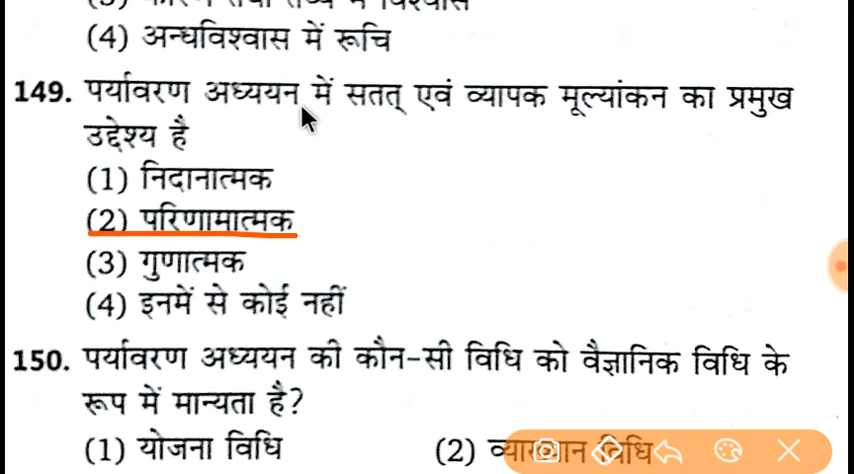 (4) अन्धविश्वास में रूचि
149. पर्यावरण अध्ययन में सतत् एवं व्यापक मूल्यांकन का प्रमुख
उद्देश्य है
(1) निदानात्मक
(2) परिणामात्मक
(3) गुणात्मक
(4) इनमें से कोई नहीं
150. पर्यावरण अध्ययन की कौन-सी विधि को वैज्ञानिक विधि के
रूप में मान्यता है?
(1) योजना विधि (2) व्याख्यान विधि